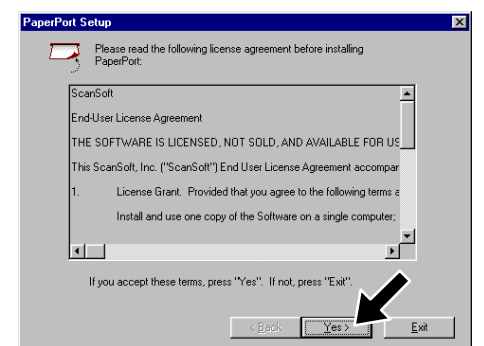 PaperPort Setup
Please read the following license agreement before installing
PaperPort:
ScanSoft
End-User License Agreement
THE SOFTWARE IS LICENSED, NOT SOLD, AND AVAILABLE FOR US
This ScanSoft, Inc. ("ScanSoft") End User License Agreement accompar
1. License Grant. Provided that you agree to the following terms a
Install and use one copy of the Software on a single computer;
If you accept these terms, press "Yes". If not, press "Exit".
< Back Yes > Exit